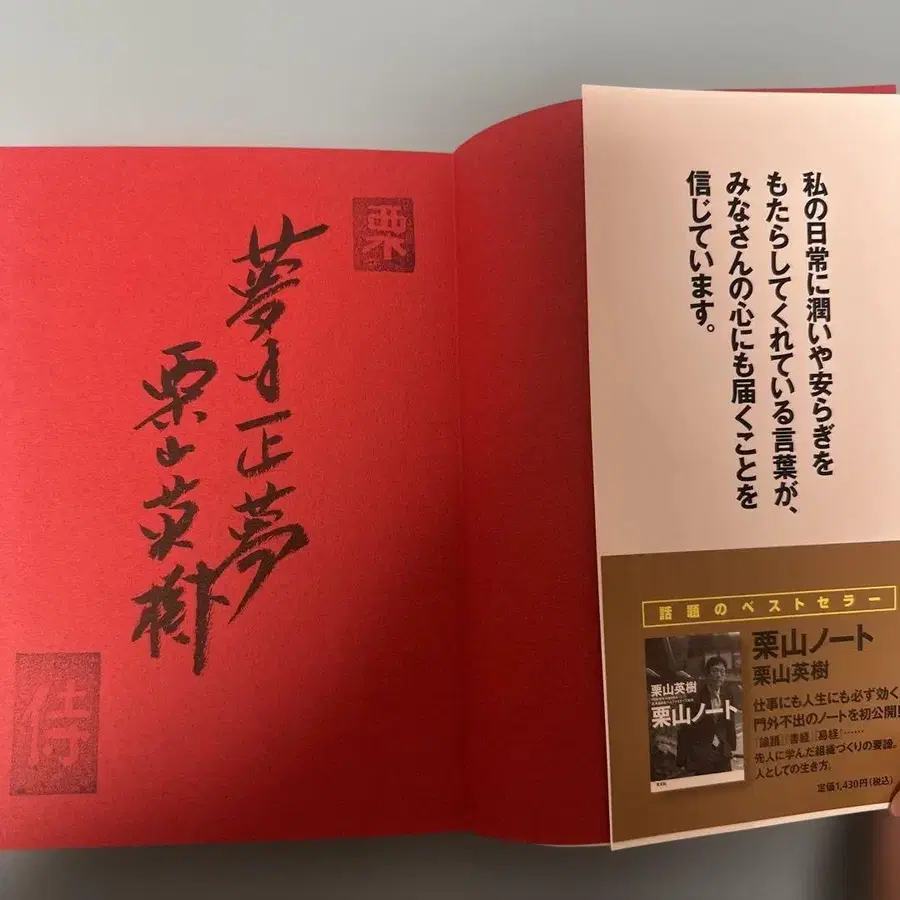 栗
夢は正夢
栗山英樹
侍
私の日常に潤いや安らぎを
もたらしてくれている言葉が、
みなさんの心にも届くことを
信じています。
話題のベストセラー
栗山ノート
栗山英樹
仕事にも人生にも必ず効く
門外不出のノートを初公開!
『論語』『書経』『易経』……
先人に学んだ組織づくりの要諦。
人としての生き方。
定価1,430円(税込)
栗山英樹
栗山ノート